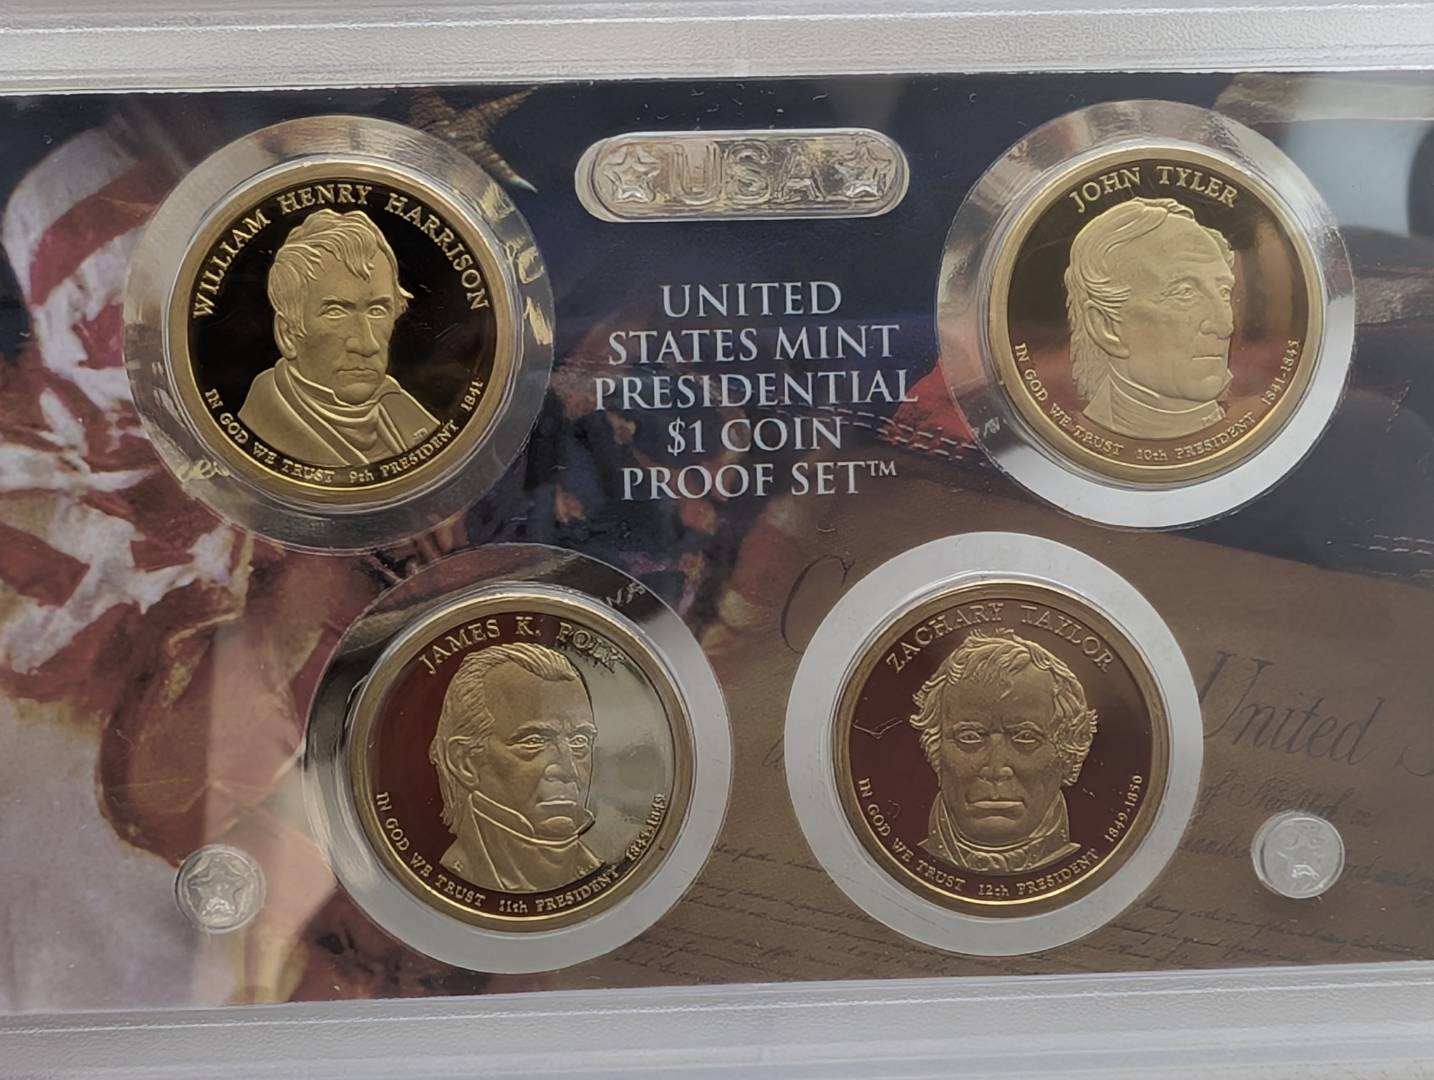 WILLIAM HENRY HARRISON
IN GOD WE TRUST 9th PRESIDENT 1841
USA
JOHN TYLER
IN GOD WE TRUST 10th PRESIDENT 1841-1845
UNITED
STATES MINT
PRESIDENTIAL
$1 COIN
PROOF SET™
JAMES K. POLK
IN GOD WE TRUST 11th PRESIDENT 1845-1849
ZACHARY TAYLOR
IN GOD WE TRUST 12th PRESIDENT 1849-1850
United